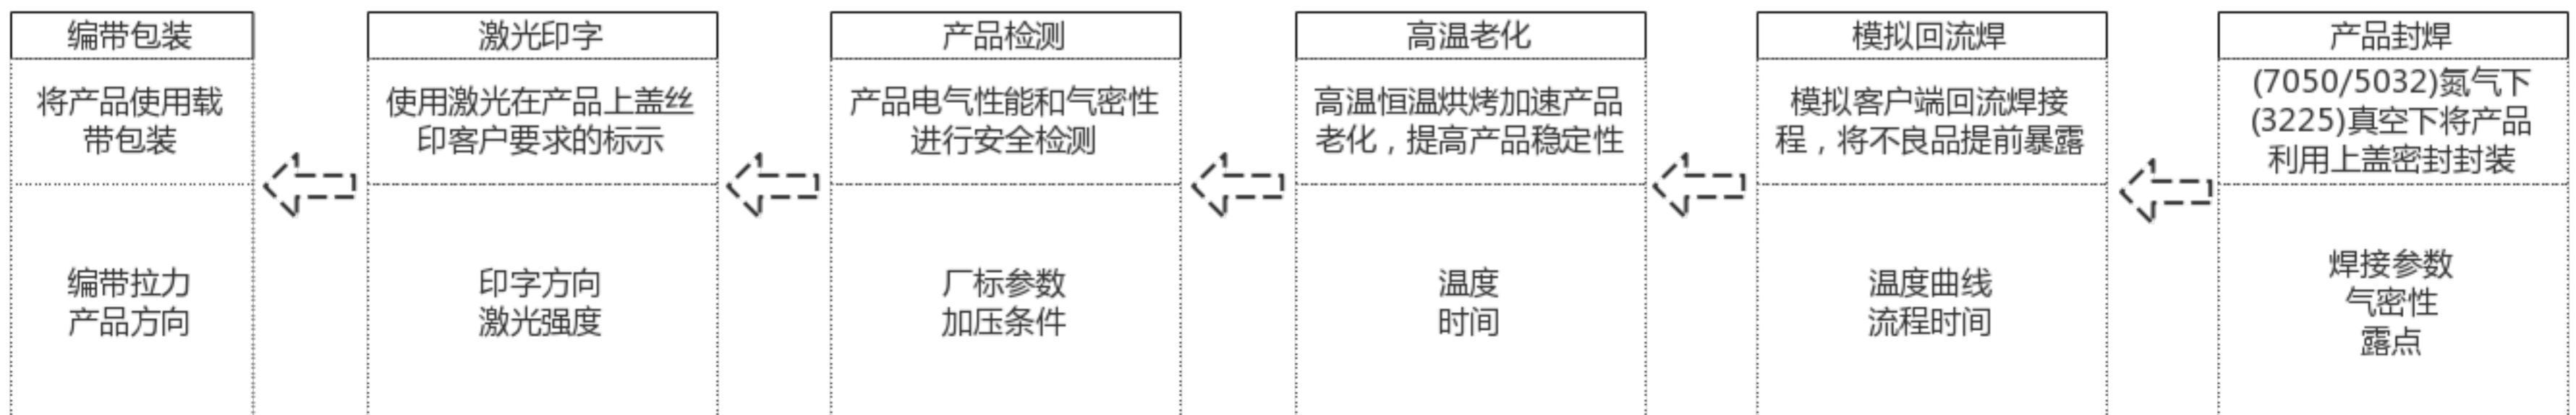 编带包装
将产品使用载
带包装
编带拉力
产品方向
激光印字
使用激光在产品上盖丝
印客户要求的标示
印字方向
激光强度
产品检测
产品电气性能和气密性
进行安全检测
厂标参数
加压条件
高温老化
高温恒温烘烤加速产品
老化，提高产品稳定性
温度
时间
模拟回流焊
模拟客户端回流焊接
程，将不良品提前暴露
温度曲线
流程时间
产品封焊
(7050/5032)氮气下
(3225)真空下将产品
利用上盖密封封装
焊接参数
气密性
露点